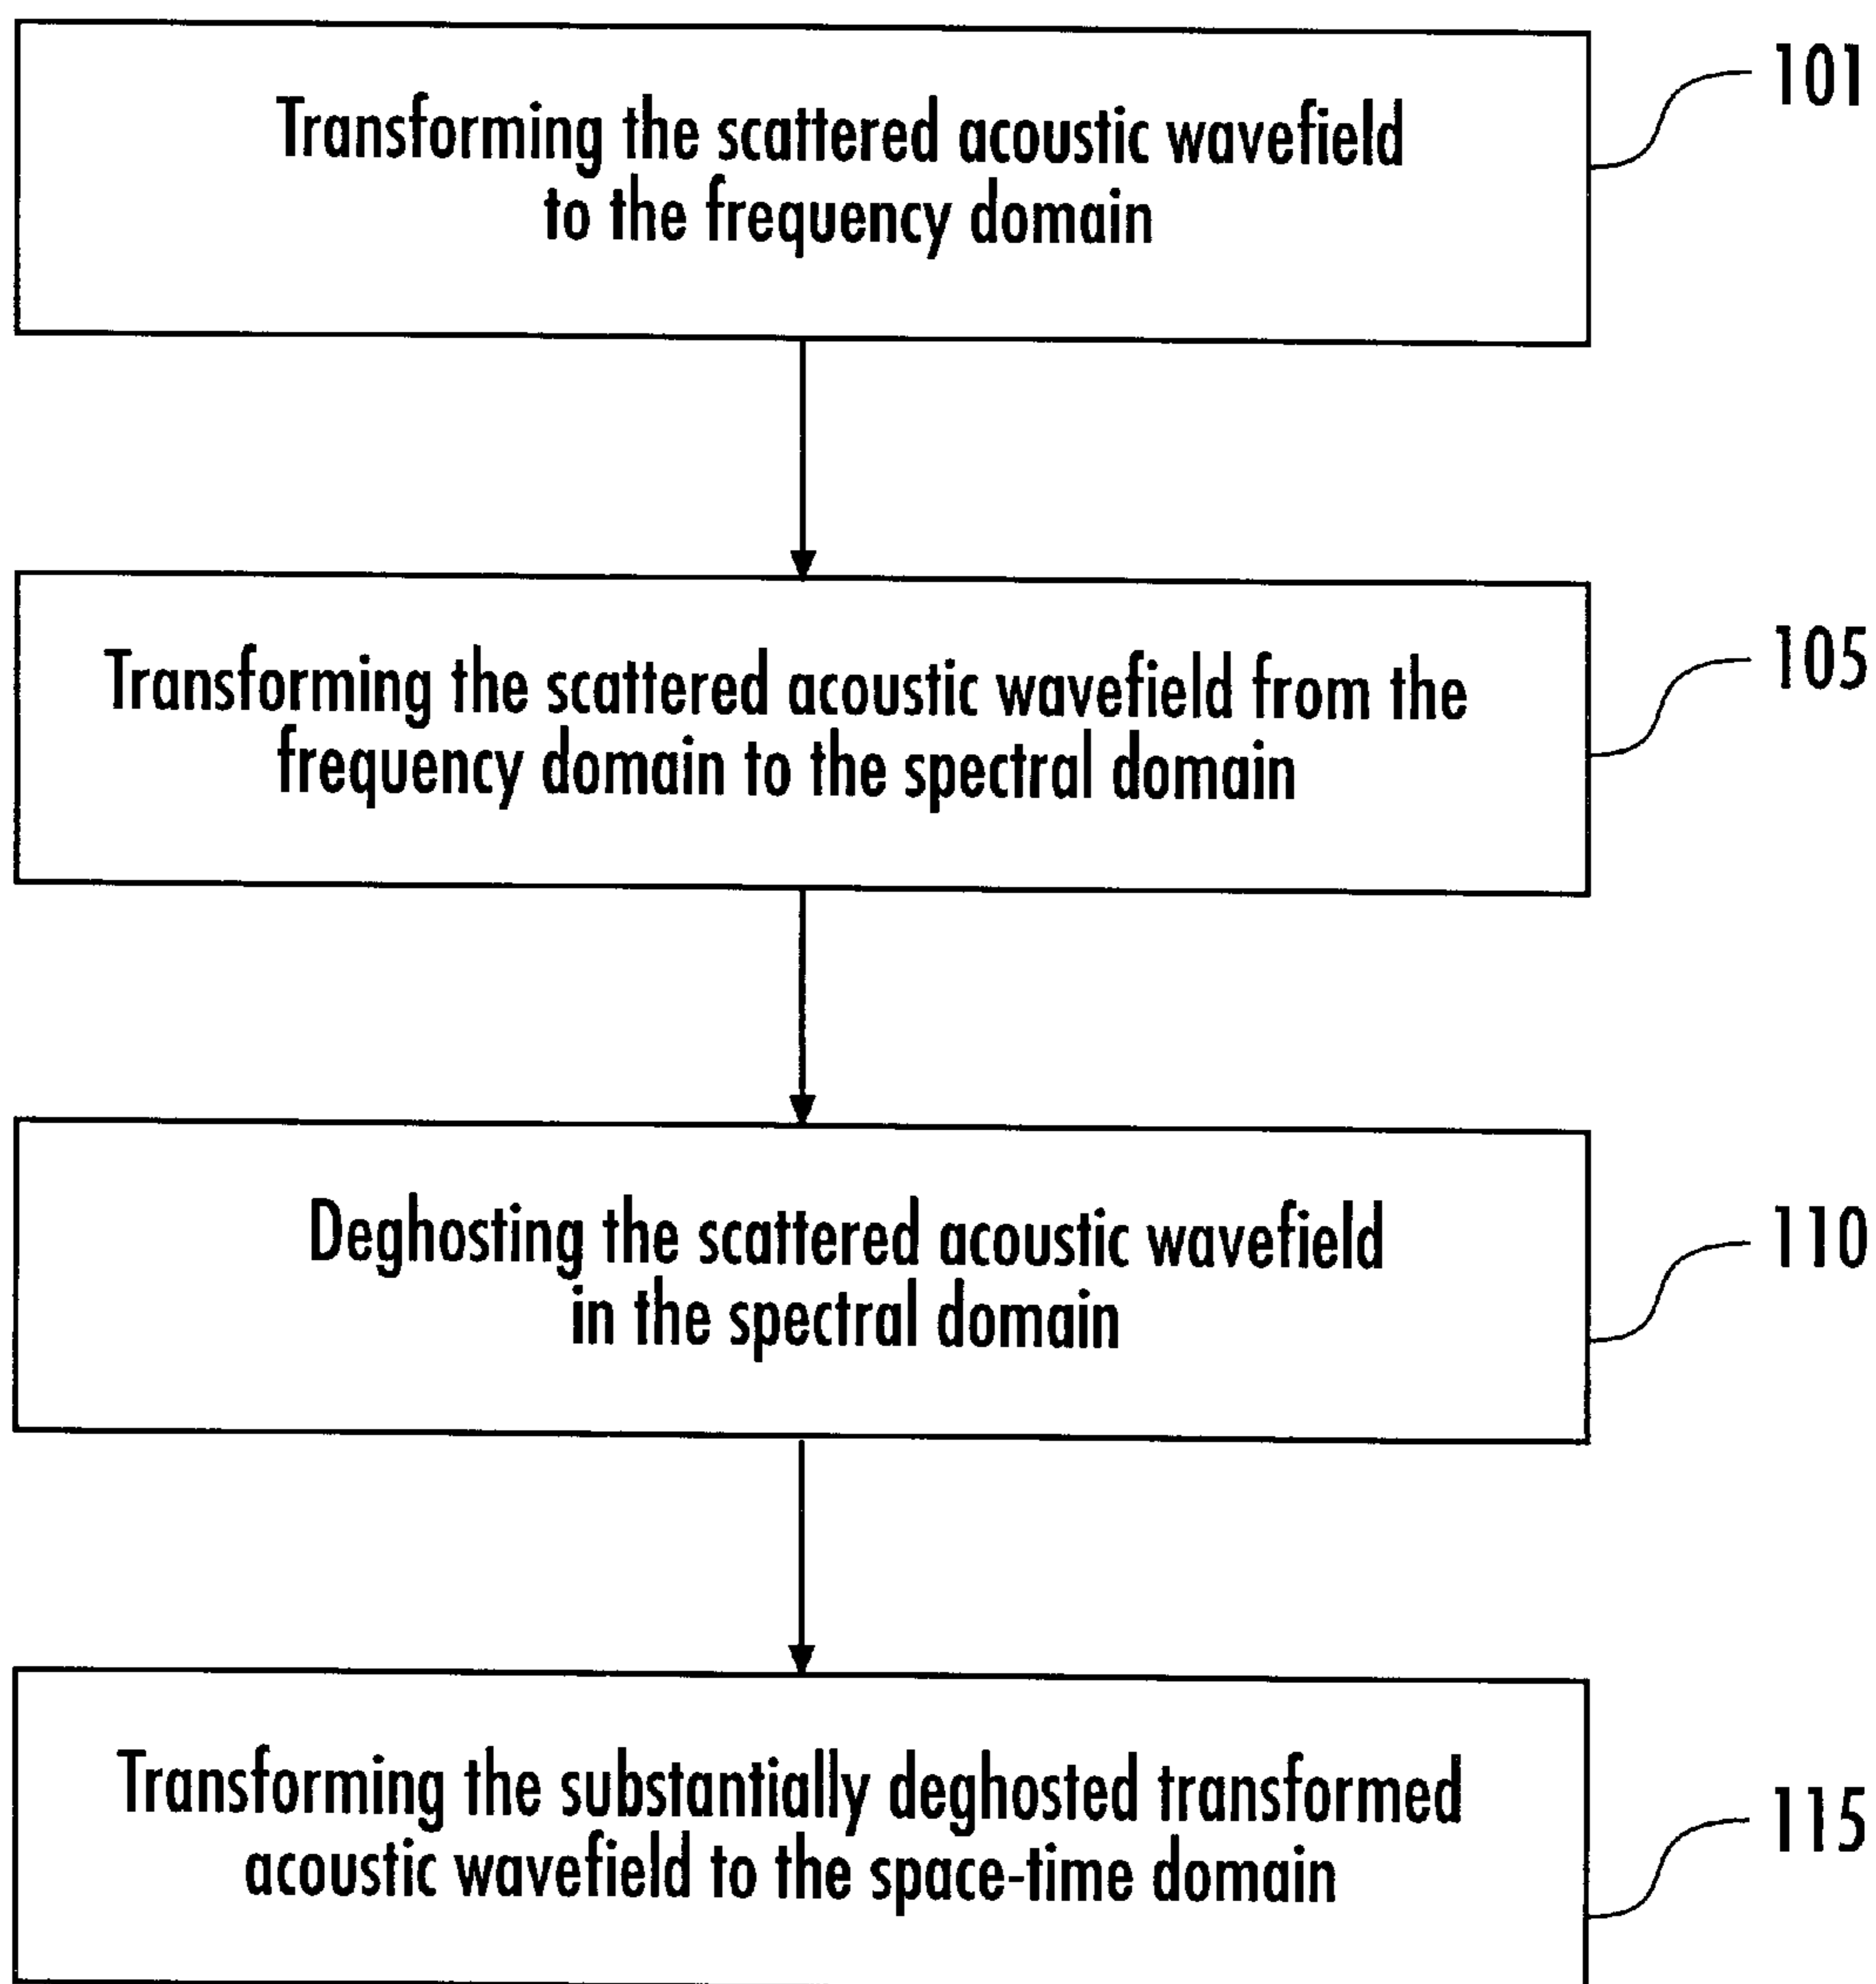 Transforming the scattered acoustic wavefield
to the frequency domain
101
Transforming the scattered acoustic wavefield from the
frequency domain to the spectral domain
105
Deghosting the scattered acoustic wavefield
in the spectral domain
110
Transforming the substantially deghosted transformed
acoustic wavefield to the space-time domain
115